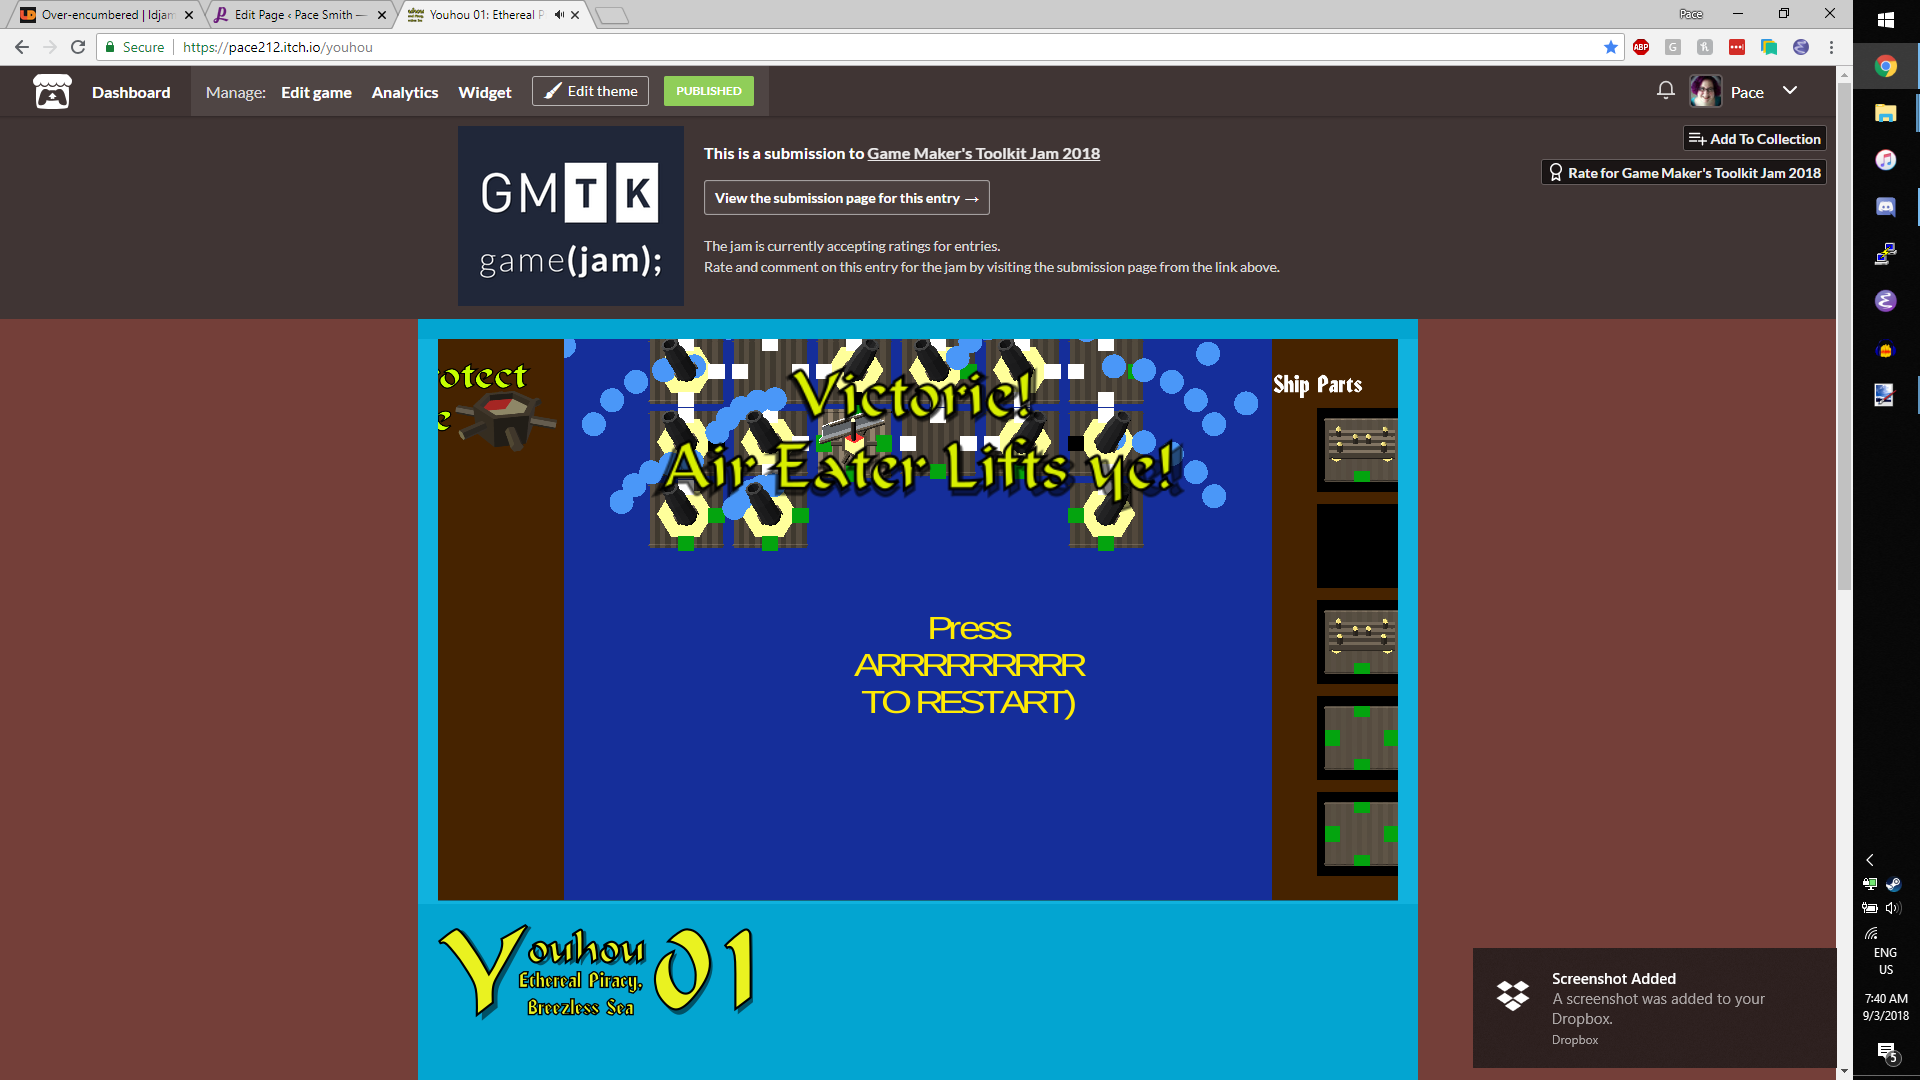 Over-encumbered | ldjam
Edit Page ‹ Pace Smith —
Youhou 01: Ethereal P
Pace
Secure
https://pace212.itch.io/youhou
Dashboard
Manage:
Edit game
Analytics
Widget
Edit theme
PUBLISHED
Pace
Add To Collection
Rate for Game Maker's Toolkit Jam 2018
GMTK
game(jam);
This is a submission to Game Maker's Toolkit Jam 2018
View the submission page for this entry →
The jam is currently accepting ratings for entries.
Rate and comment on this entry for the jam by visiting the submission page from the link above.
otect
e
Victorie!
Air Eater Lifts ye!
Press
ARRRRRRRRR
TO RESTART)
Ship Parts
Youhou 01
Ethereal Piracy,
Breezless Sea
Screenshot Added
A screenshot was added to your
Dropbox.
Dropbox
ENG
US
7:40 AM
9/3/2018
5